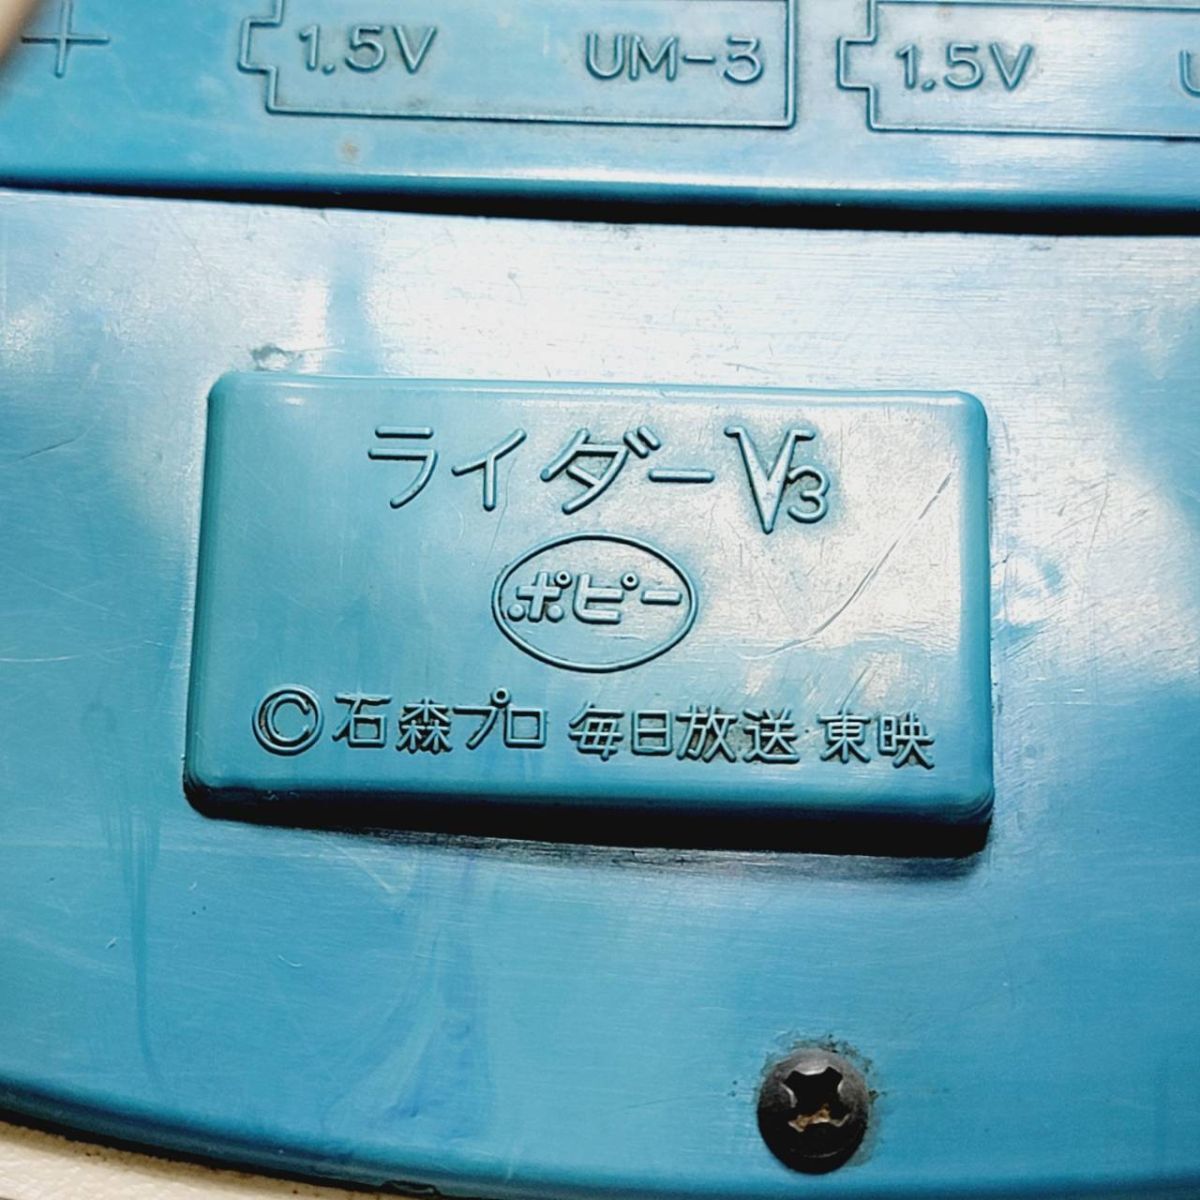 + 1.5V UM-3 1.5V
ライダーV3
ポピー
©石森プロ 毎日放送 東映